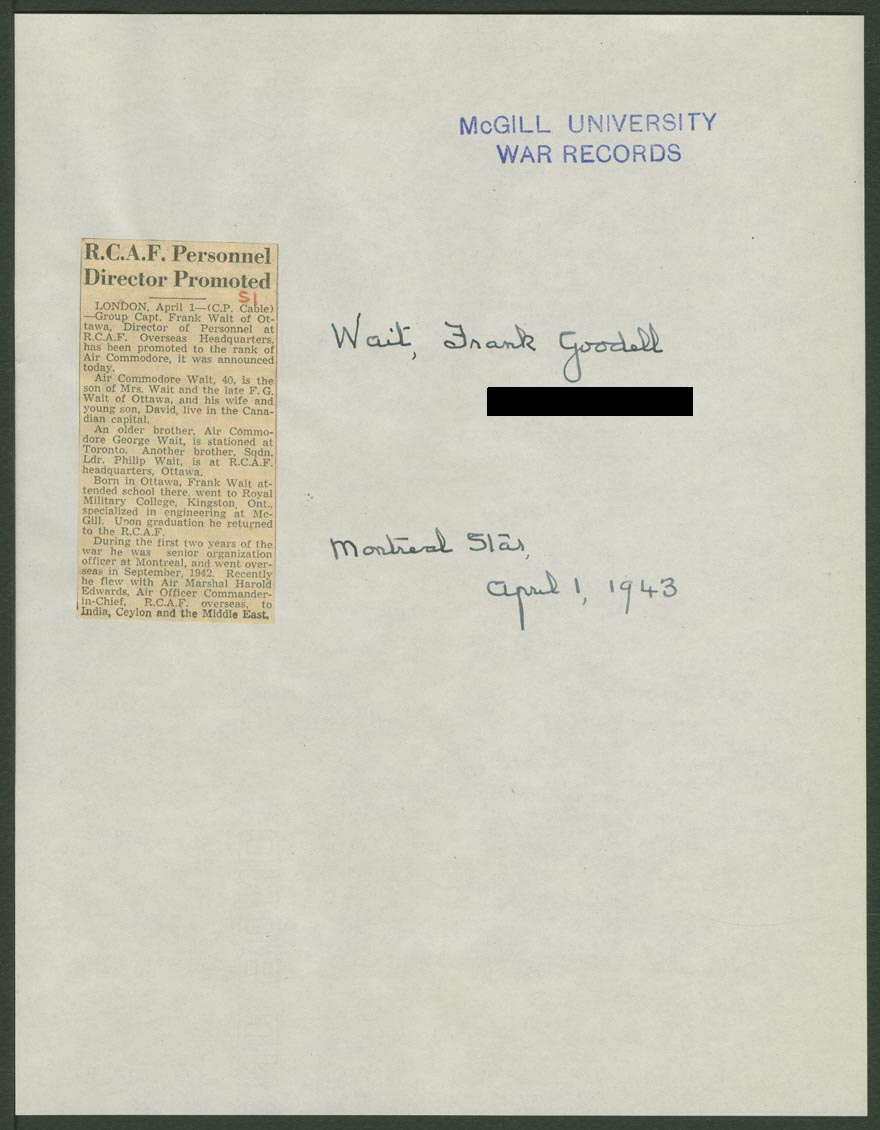 McGILL UNIVERSITY
WAR RECORDS
R.C.A.F. Personnel
Director Promoted
S1
LONDON, April 1—(C.P. Cable)
—Group Capt. Frank Wait of Ot-
tawa, Director of Personnel at
R.C.A.F. Overseas Headquarters,
has been promoted to the rank of
Air Commodore, it was announced
today.
Air Commodore Wait, 40, is the
son of Mrs. Wait and the late F. G.
Wait of Ottawa, and his wife and
young son, David, live in the Cana-
dian capital.
An older brother, Air Commo-
dore George Wait, is stationed at
Toronto. Another brother, Sqdn.
Ldr. Philip Wait, is at R.C.A.F.
headquarters, Ottawa.
Born in Ottawa, Frank Wait at-
tended school there, went to Royal
Military College, Kingston, Ont.,
specialized in engineering at Mc-
Gill. Upon graduation he returned
to the R.C.A.F.
During the first two years of the
war he was senior organization
officer at Montreal, and went over-
seas in September, 1942. Recently
he flew with Air Marshal Harold
Edwards, Air Officer Commander-
in-Chief, R.C.A.F. overseas, to
India, Ceylon and the Middle East.
Wait, Frank Goodell
Montreal Star,
April 1, 1943